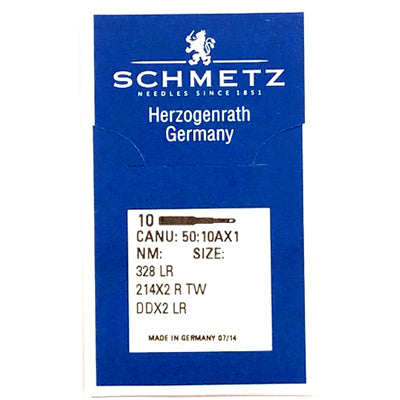 SCHMETZ
NEEDLES SINCE 1851
Herzogenrath
Germany
10
CANU: 50:10AX1
NM: SIZE:
328 LR
214X2 R TW
DDX2 LR
MADE IN GERMANY 07/14